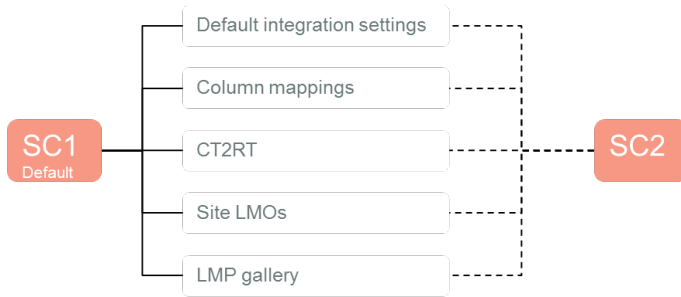 Default integration settings
Column mappings
SC1
Default
CT2RT
SC2
Site LMOs
LMP gallery